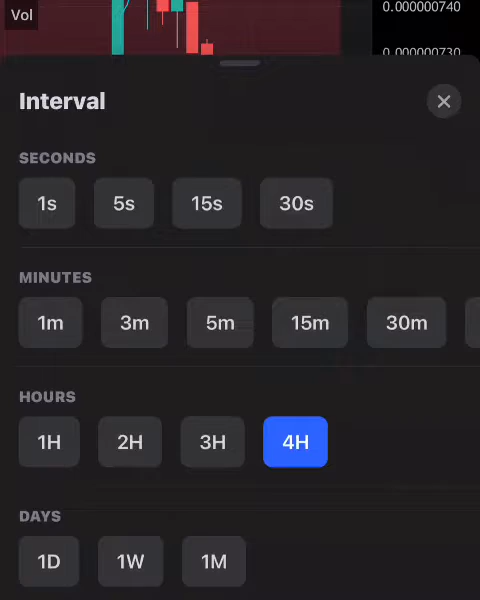 Vol
0.000000740
0.000000730
Interval
SECONDS
1s 5s 15s 30s
MINUTES
1m 3m 5m 15m 30m
HOURS
1H 2H 3H 4H
DAYS
1D 1W 1M